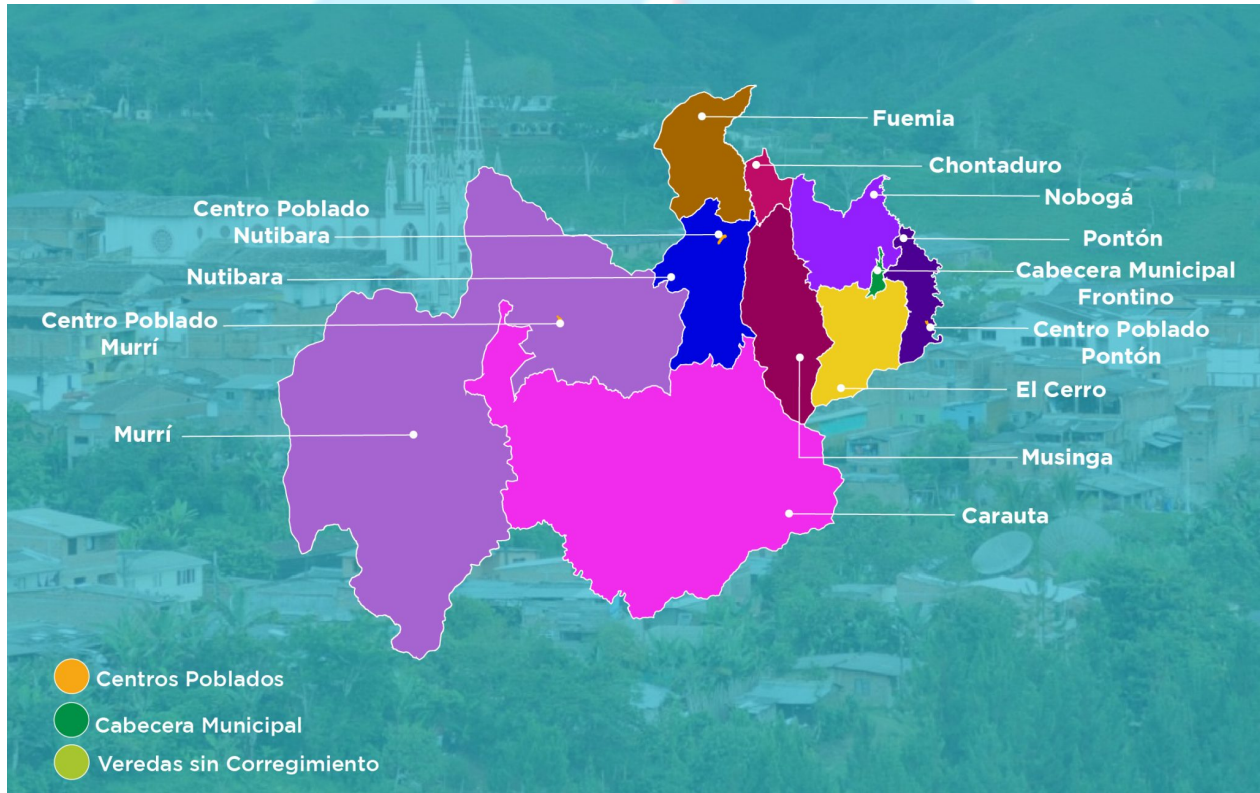 Fuemia
Chontaduro
Nobogá
Pontón
Cabecera Municipal
Frontino
Centro Poblado
Pontón
El Cerro
Musinga
Carauta
Centro Poblado
Nutibara
Nutibara
Centro Poblado
Murrí
Murrí
Centros Poblados
Cabecera Municipal
Veredas sin Corregimiento